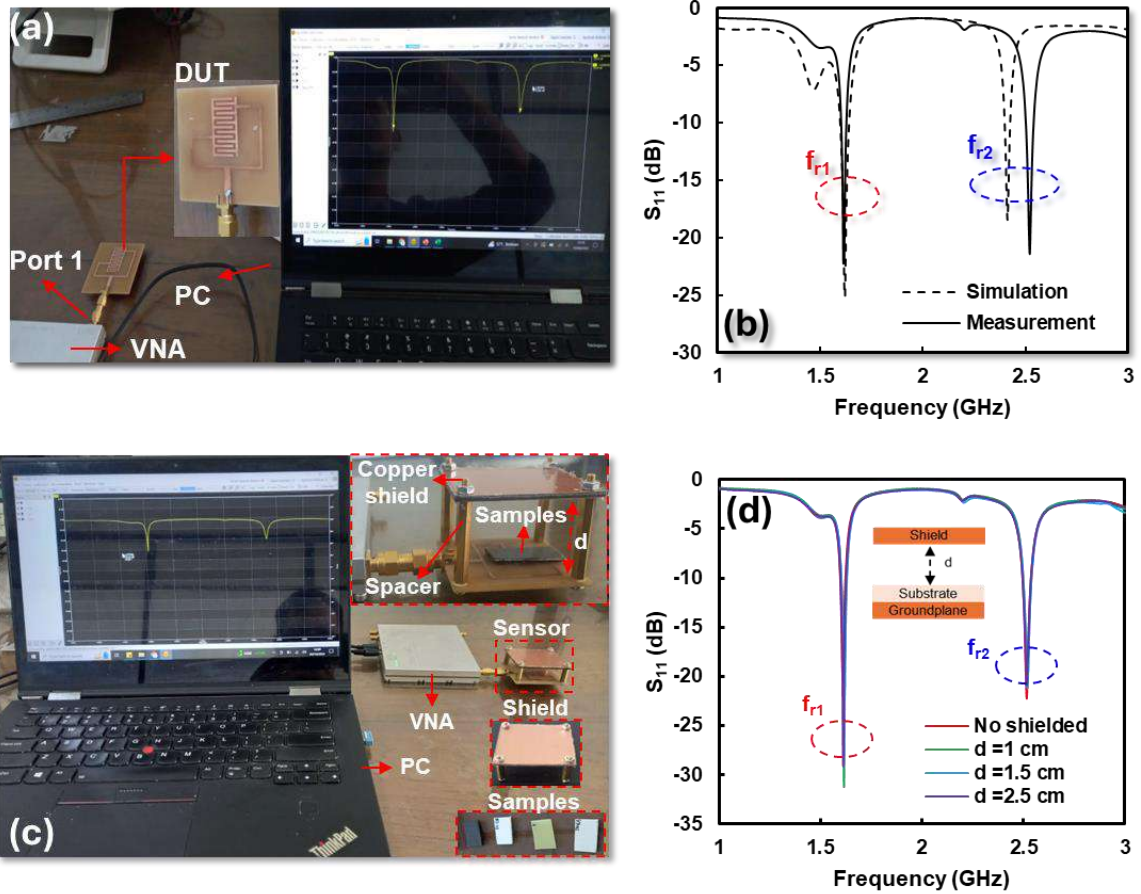 (a)
DUT
Port 1
PC
VNA
0
-5
-10
-15
-20
-25
-30
S11 (dB)
fr1
fr2
Simulation
Measurement
(b)
1
1.5
2
2.5
3
Frequency (GHz)
Copper
shield
Samples
d
Spacer
Sensor
VNA
Shield
PC
Samples
ThinkPad
(c)
0
-5
-10
-15
-20
-25
-30
-35
S11 (dB)
(d)
Shield
d
Substrate
Groundplane
fr2
fr1
No shielded
d =1 cm
d =1.5 cm
d =2.5 cm
1
1.5
2
2.5
3
Frequency (GHz)